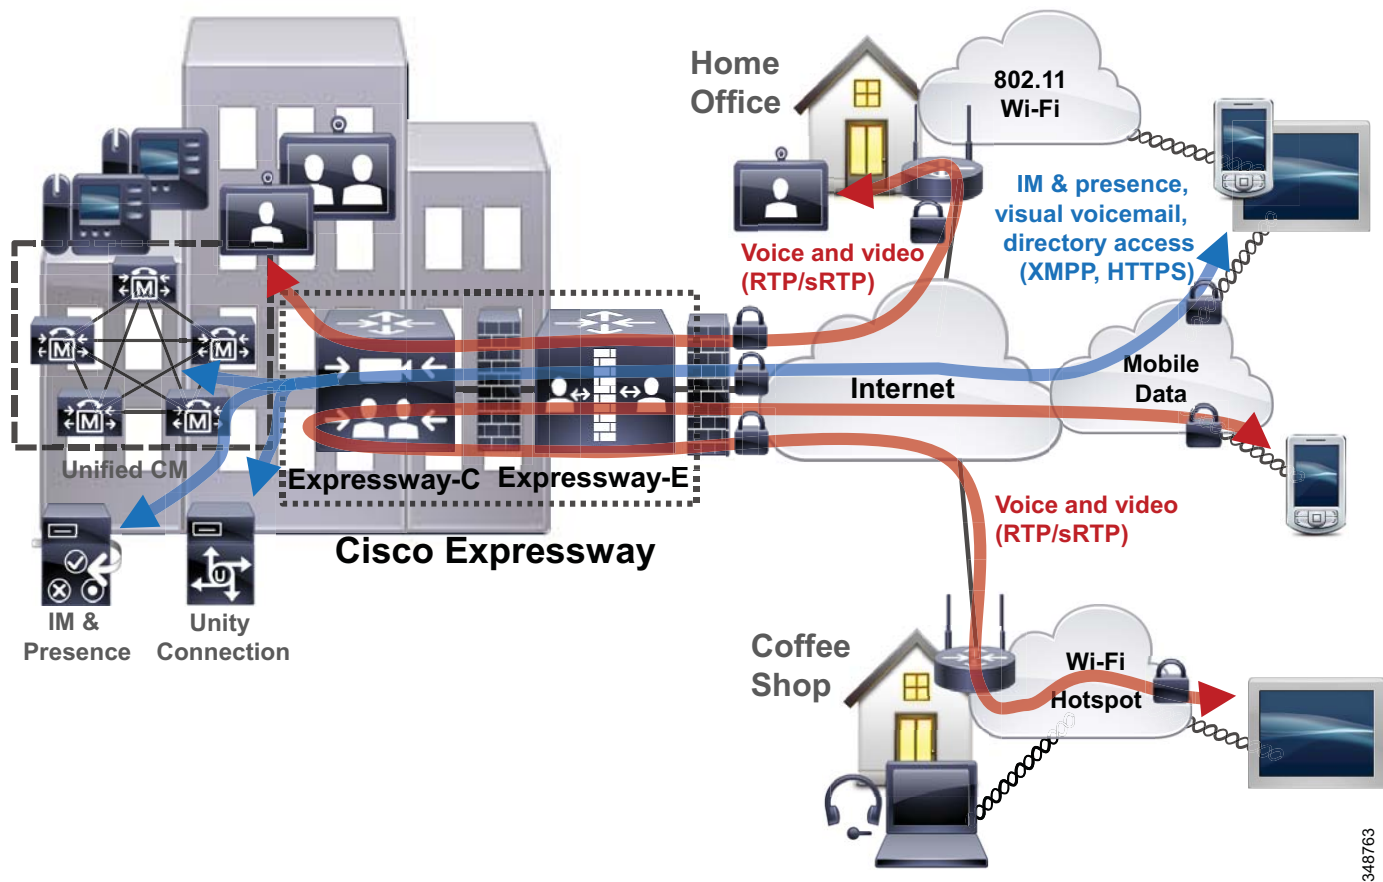 Home
Office
802.11
Wi-Fi
IM & presence,
visual voicemail,
directory access
(XMPP, HTTPS)
Voice and video
(RTP/sRTP)
M
M
M
M
M
Unified CM
Expressway-C
Expressway-E
Internet
Mobile
Data
Cisco Expressway
Voice and video
(RTP/sRTP)
U
IM &
Presence
Unity
Connection
Coffee
Shop
Wi-Fi
Hotspot
348763